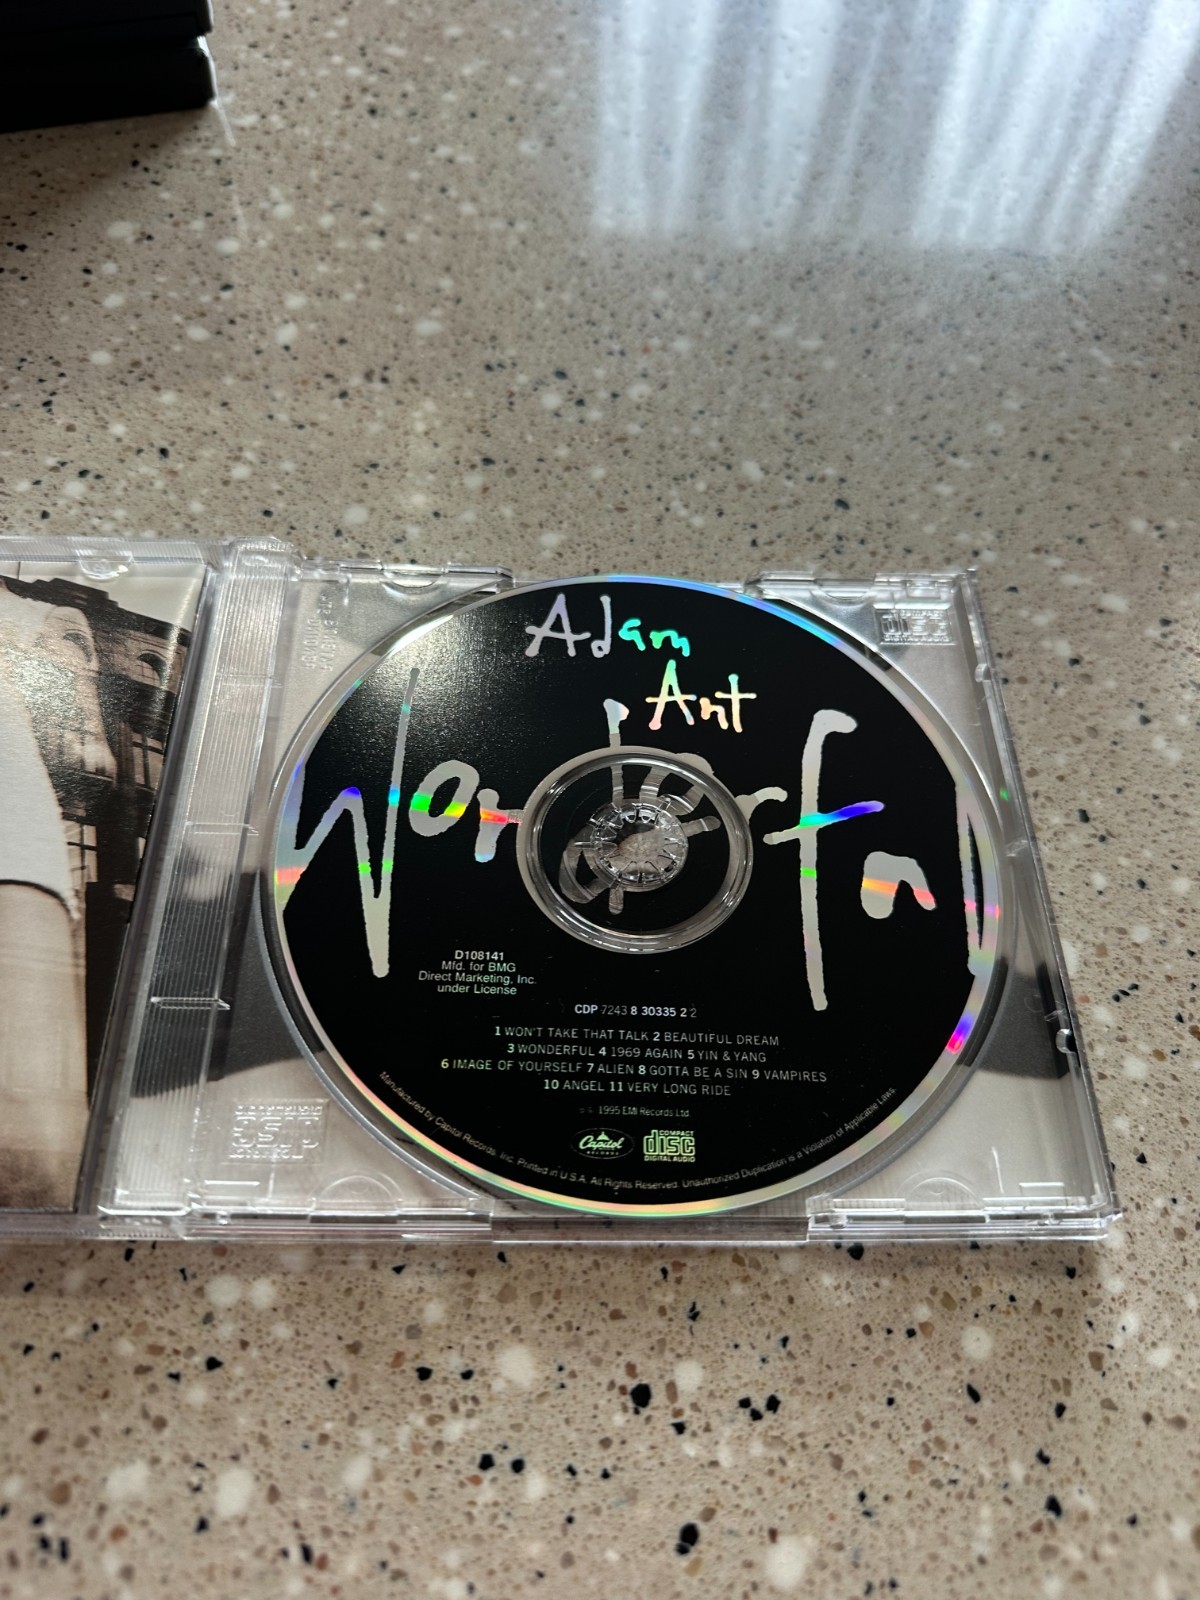 Adam
Ant
Wonderful
D108141
Mfd. for BMG
Direct Marketing, Inc.
under License
CDP 7243 8 30335 2 2
1 WON'T TAKE THAT TALK 2 BEAUTIFUL DREAM
3 WONDERFUL 4 1969 AGAIN 5 YIN & YANG
6 IMAGE OF YOURSELF 7 ALIEN 8 GOTTA BE A SIN 9 VAMPIRES
10 ANGEL 11 VERY LONG RIDE
1995 EMI Records Ltd.
Capitol
RECORDS
COMPACT
disc
DIGITAL AUDIO
Manufactured by Capitol Records, Inc. Printed in U.S.A. All Rights Reserved. Unauthorized Duplication is a Violation of Applicable Laws.
disc
DIGITAL AUDIO